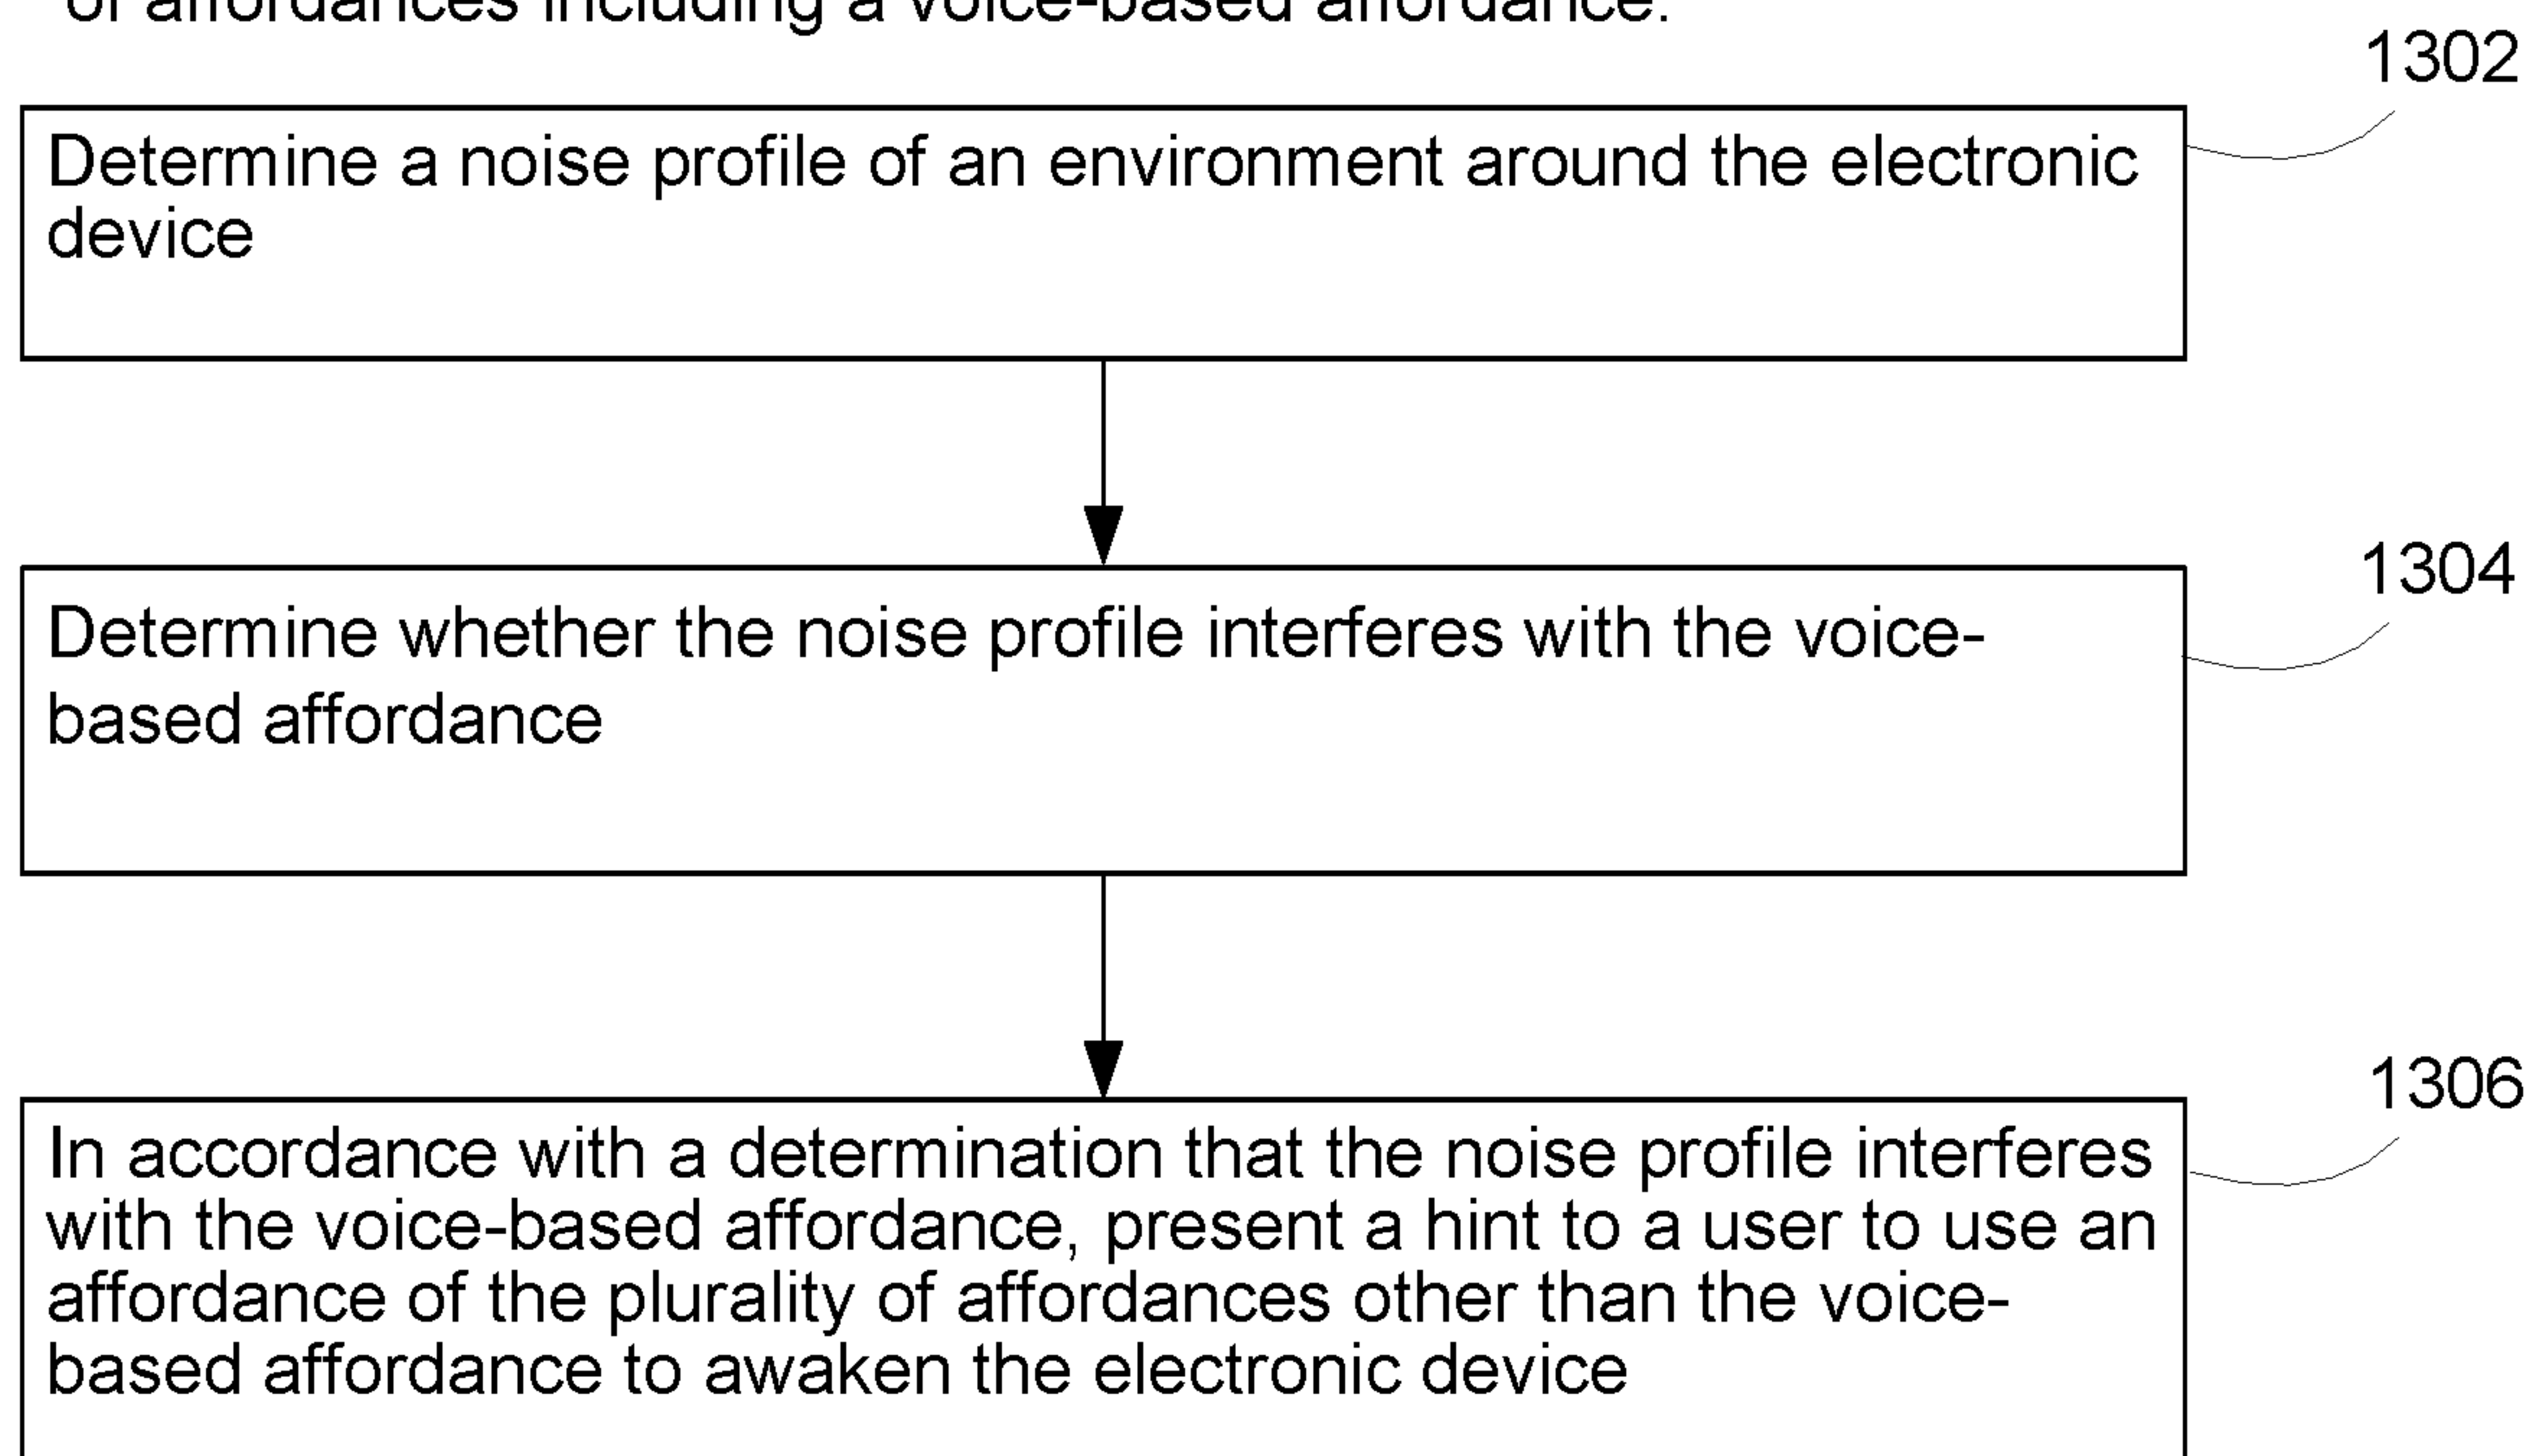 of affordances including a voice-based affordance.
1302
Determine a noise profile of an environment around the electronic
device
1304
Determine whether the noise profile interferes with the voice-
based affordance
1306
In accordance with a determination that the noise profile interferes
with the voice-based affordance, present a hint to a user to use an
affordance of the plurality of affordances other than the voice-
based affordance to awaken the electronic device